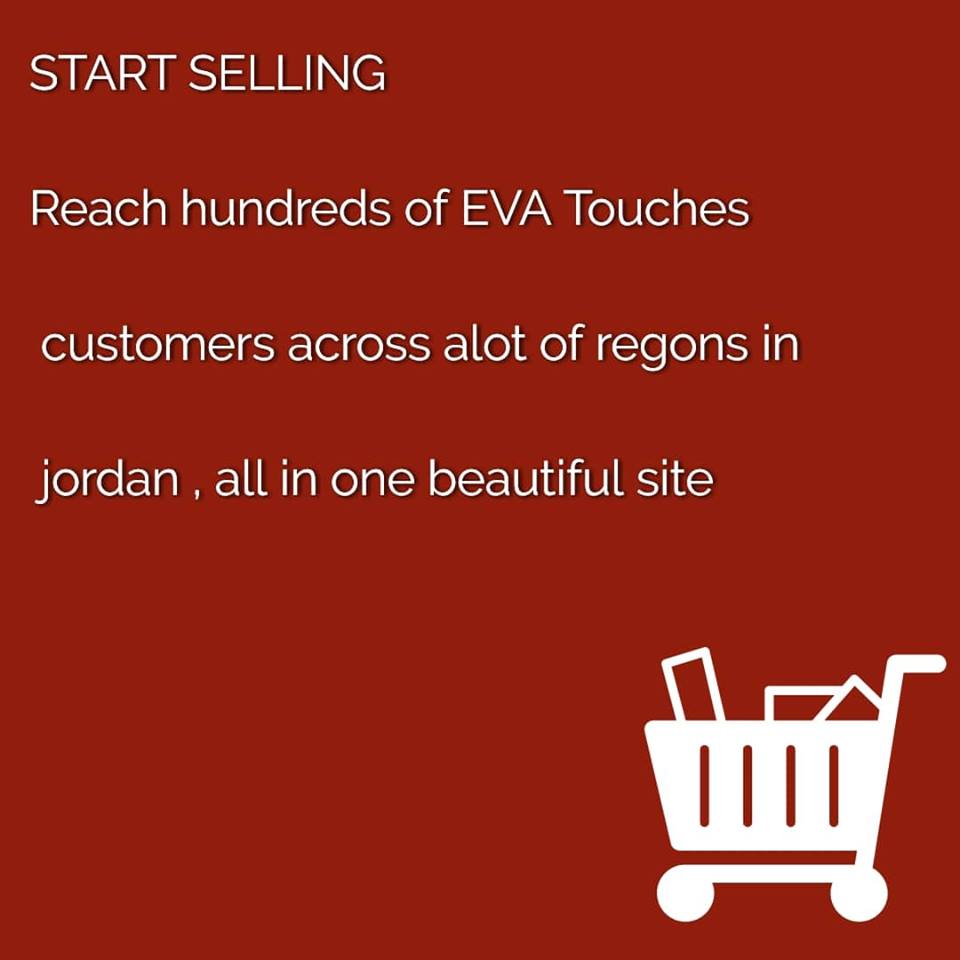 START SELLING
Reach hundreds of EVA Touches
customers across alot of regons in
jordan , all in one beautiful site